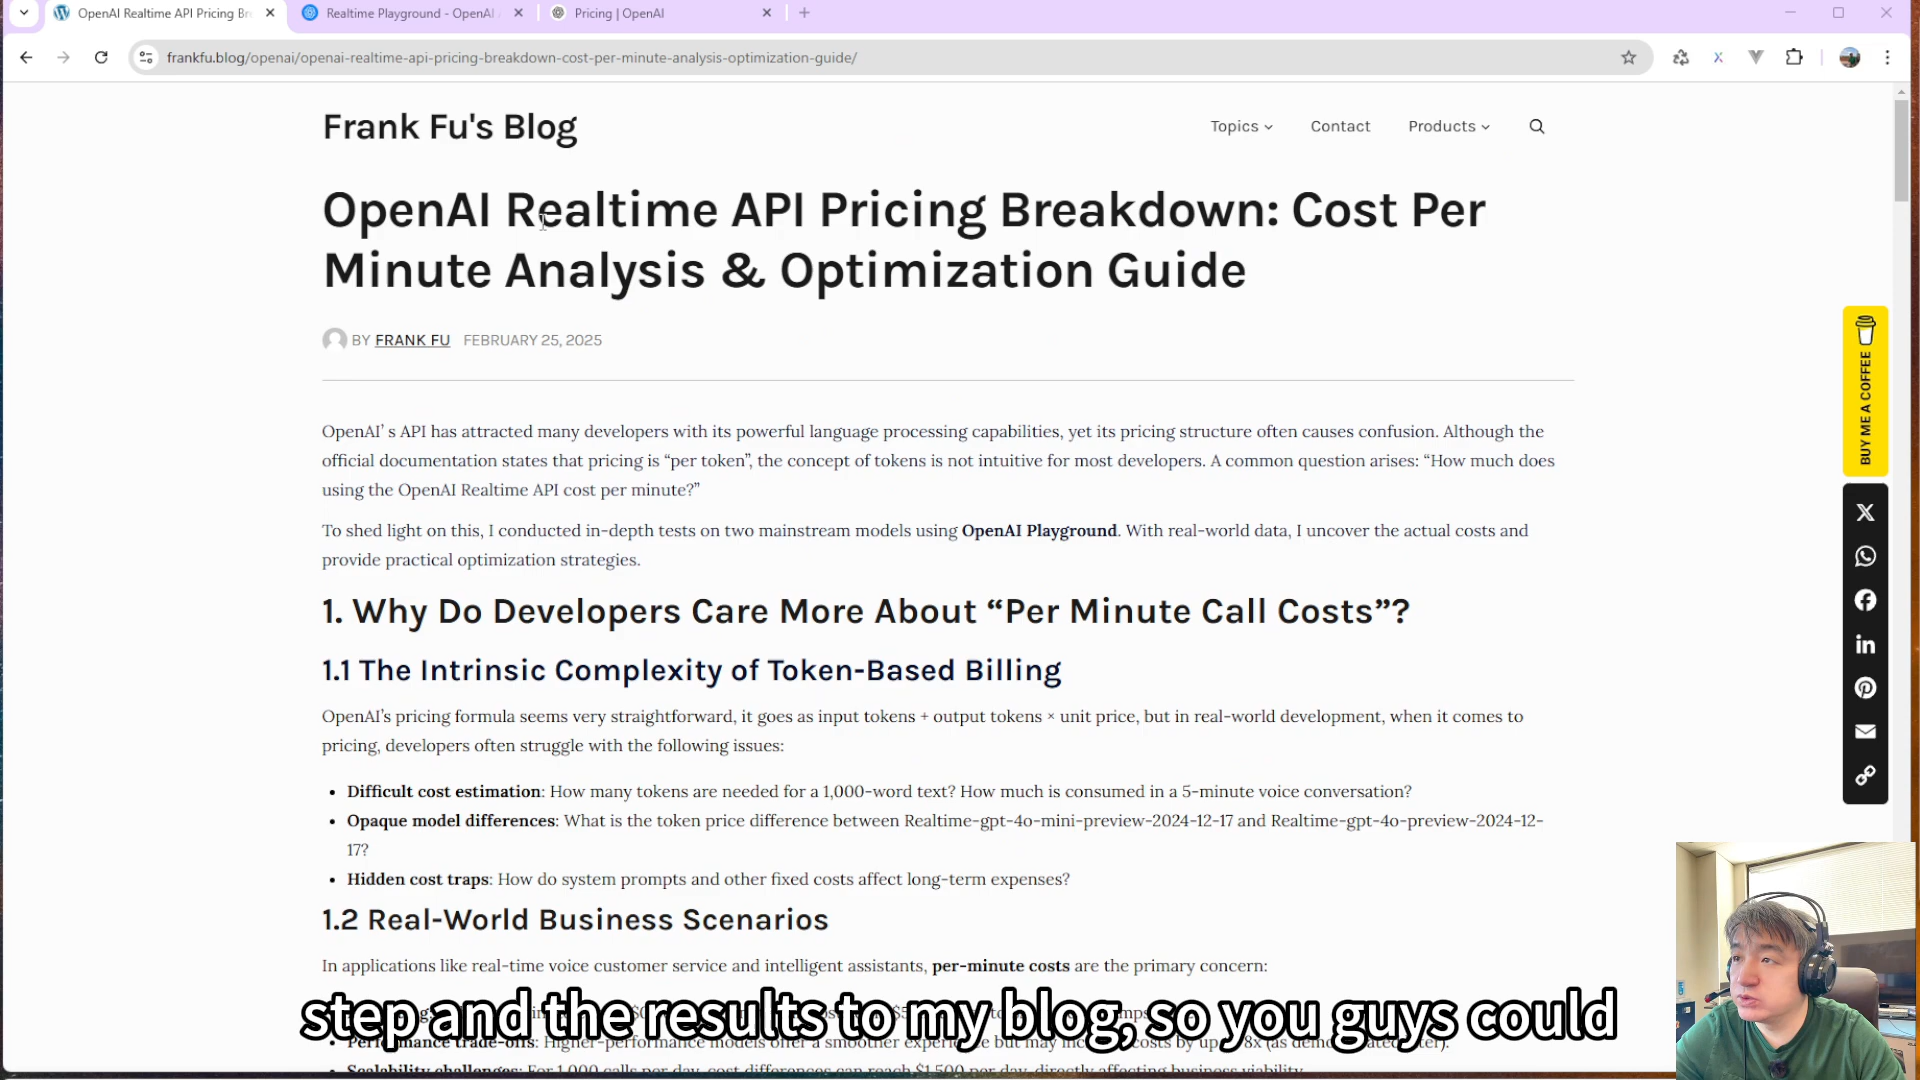 OpenAI Realtime API Pricing Br
Realtime Playground - OpenAI
Pricing | OpenAI
frankfu.blog/openai/openai-realtime-api-pricing-breakdown-cost-per-minute-analysis-optimization-guide/
Frank Fu's Blog
Topics
Contact
Products
OpenAI Realtime API Pricing Breakdown: Cost Per
Minute Analysis & Optimization Guide
BY FRANK FU FEBRUARY 25, 2025
BUY ME A COFFEE
OpenAI's API has attracted many developers with its powerful language processing capabilities, yet its pricing structure often causes confusion. Although the
official documentation states that pricing is “per token”, the concept of tokens is not intuitive for most developers. A common question arises: “How much does
using the OpenAI Realtime API cost per minute?”
To shed light on this, I conducted in-depth tests on two mainstream models using OpenAI Playground. With real-world data, I uncover the actual costs and
provide practical optimization strategies.
1. Why Do Developers Care More About “Per Minute Call Costs”?
1.1 The Intrinsic Complexity of Token-Based Billing
OpenAI’s pricing formula seems very straightforward, it goes as input tokens + output tokens × unit price, but in real-world development, when it comes to
pricing, developers often struggle with the following issues:
• Difficult cost estimation: How many tokens are needed for a 1,000-word text? How much is consumed in a 5-minute voice conversation?
• Opaque model differences: What is the token price difference between Realtime-gpt-4o-mini-preview-2024-12-17 and Realtime-gpt-4o-preview-2024-12-
17?
• Hidden cost traps: How do system prompts and other fixed costs affect long-term expenses?
1.2 Real-World Business Scenarios
In applications like real-time voice customer service and intelligent assistants, per-minute costs are the primary concern:
step and the results to my blog, so you guys could
Performance trade-offs: Higher-performance models offer a smoother experience but may
costs by up
8x (as
Scalability challenges: For 1,000 calls per day, cost differences can reach $1,500 per day, directly affecting business viability.